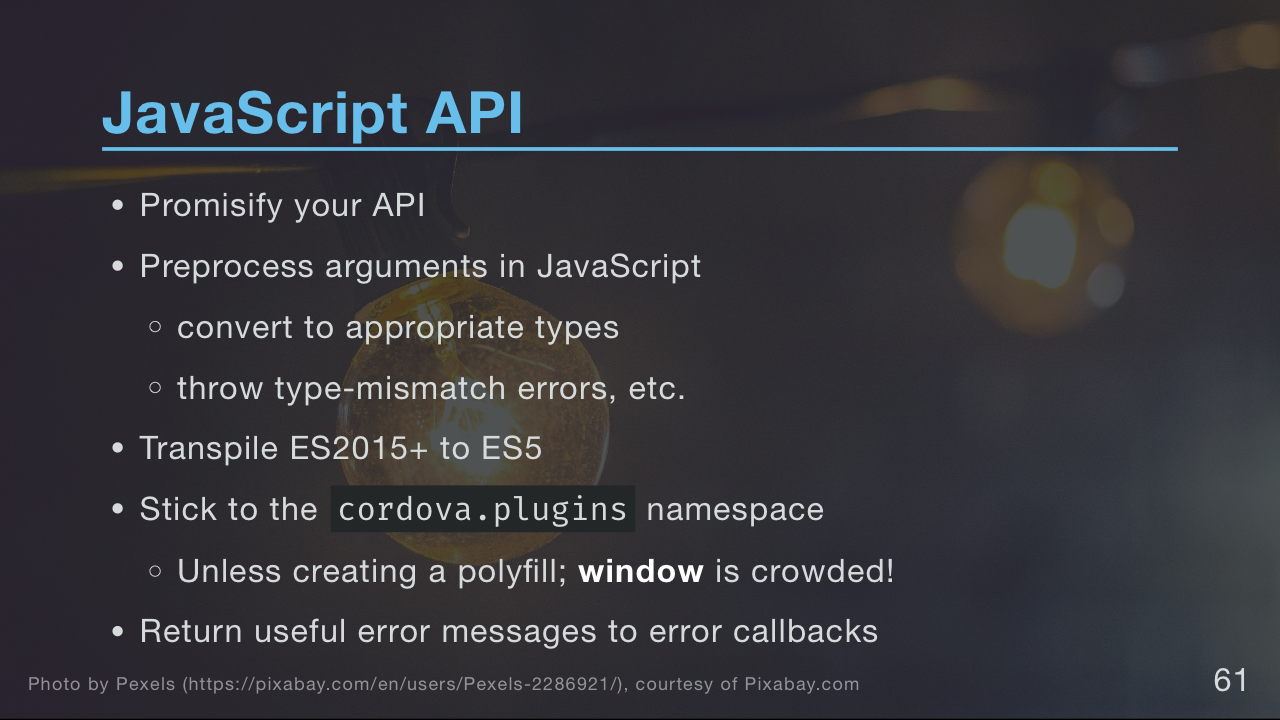 JavaScript API
• Promisify your API
• Preprocess arguments in JavaScript
◦ convert to appropriate types
◦ throw type-mismatch errors, etc.
• Transpile ES2015+ to ES5
• Stick to the cordova.plugins namespace
◦ Unless creating a polyfill; window is crowded!
• Return useful error messages to error callbacks
Photo by Pexels (https://pixabay.com/en/users/Pexels-2286921/), courtesy of Pixabay.com
61